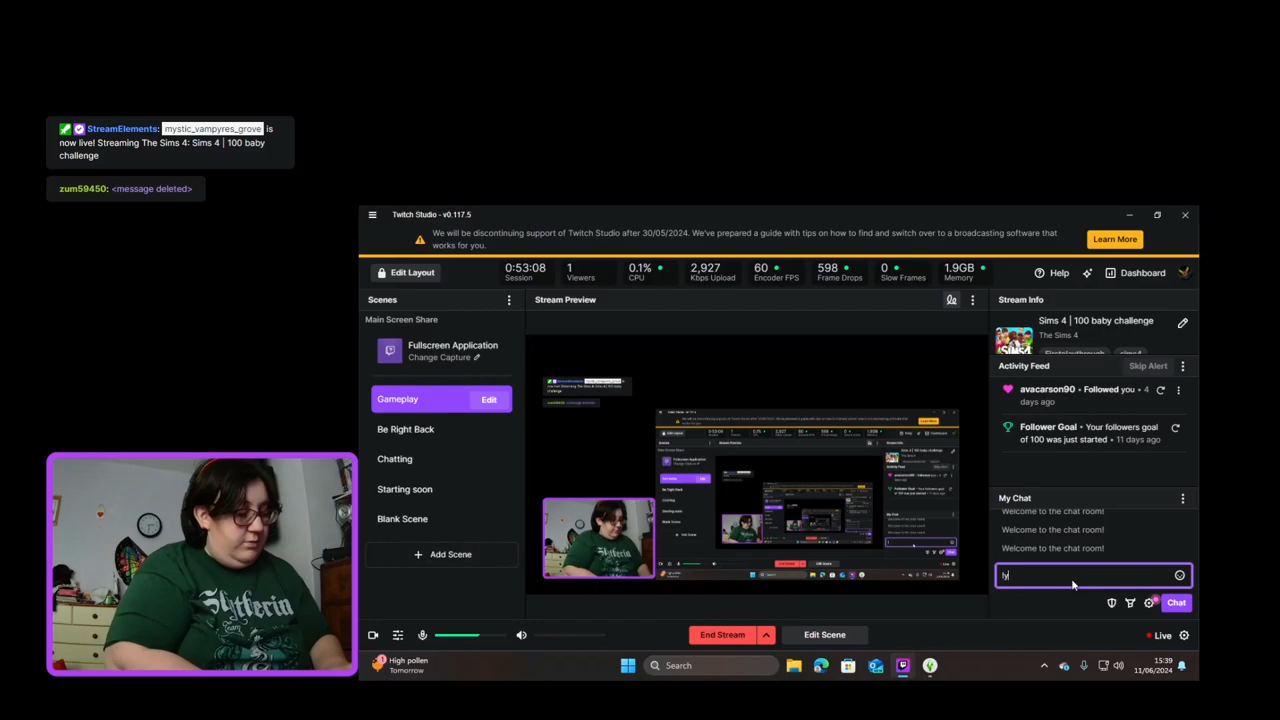 StreamElements: mystic_vampyres_grove is
now live! Streaming The Sims 4: Sims 4 | 100 baby
challenge
zum59450: <message deleted>
Twitch Studio - v0.117.5
We will be discontinuing support of Twitch Studio after 30/05/2024. We've prepared a guide with tips on how to find and switch over to a broadcasting software that
works for you.
Learn More
Edit Layout
0:53:08
Session
1
Viewers
0.1%
CPU
2,927
Kbps Upload
60
Encoder FPS
598
Frame Drops
0
Slow Frames
1.9GB
Memory
Help
Dashboard
Scenes
Main Screen Share
Fullscreen Application
Change Capture
Gameplay
Edit
Be Right Back
Chatting
Starting soon
Blank Scene
Add Scene
Slytherin
Stream Preview
Stream Info
Sims 4 | 100 baby challenge
The Sims 4
Firstplaythrough
sims4
Activity Feed
Skip Alert
avacarson90 • Followed you • 4
days ago
Follower Goal • Your followers goal
of 100 was just started • 11 days ago
My Chat
Welcome to the chat room!
Welcome to the chat room!
Welcome to the chat room!
Chat
End Stream
Edit Scene
Live
High pollen
Tomorrow
Search
15:39
11/06/2024